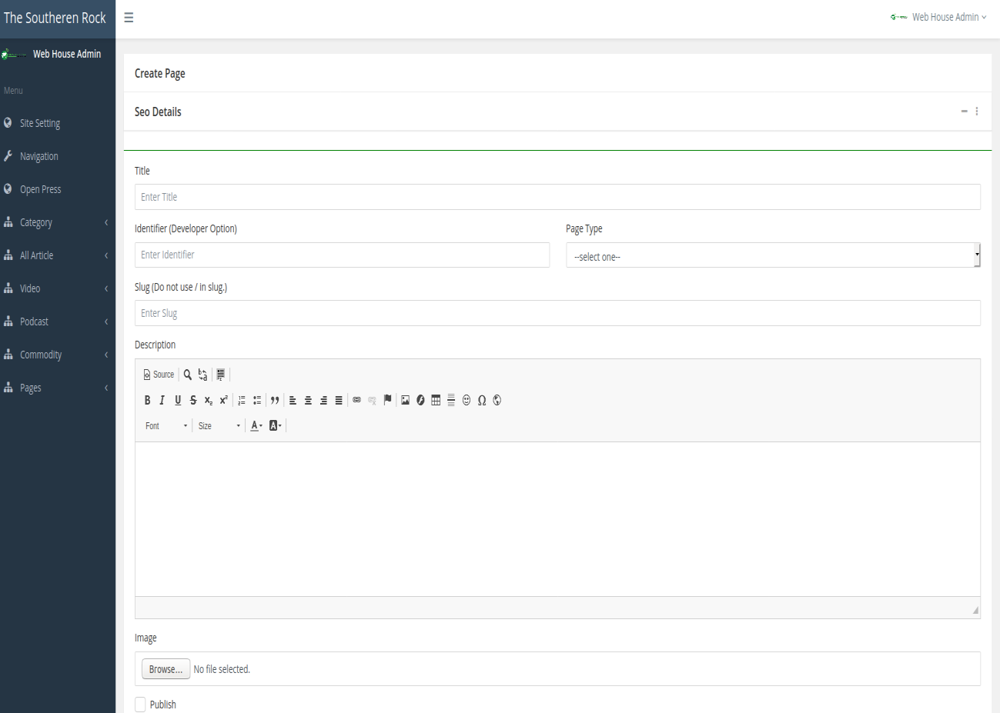 The Southeren Rock
Web House Admin
Web House Admin
Menu
Site Setting
Navigation
Open Press
Category
All Article
Video
Podcast
Commodity
Pages
Create Page
Seo Details
Title
Enter Title
Identifier (Developer Option)
Page Type
Enter Identifier
--select one--
Slug (Do not use / in slug.)
Enter Slug
Description
Source
Font
Size
Image
Browse... No file selected.
Publish